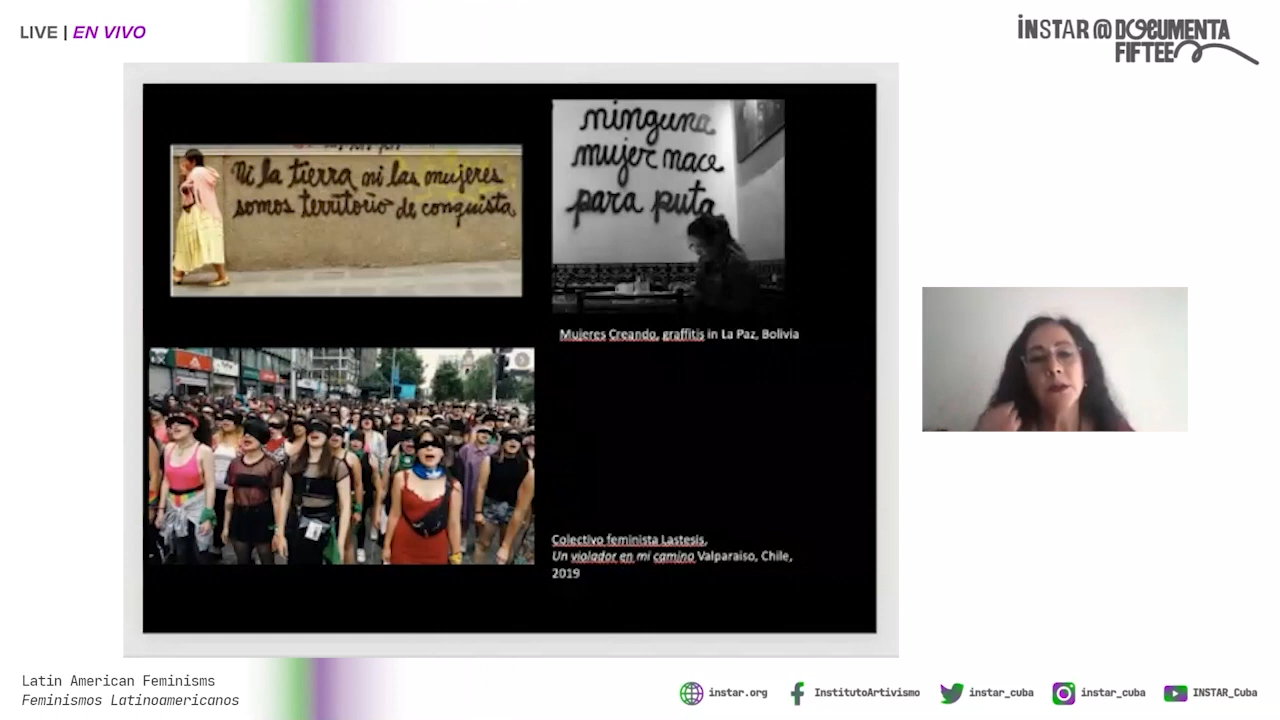 LIVE | EN VIVO
INSTAR @ DOCUMENTA
FIFTEEN
Ni la tierra ni las mujeres
somos territorio de conquista
ninguna
mujer nace
para puta
Mujeres Creando, graffitis in La Paz, Bolivia
Colectivo feminista Lastesis,
Un violador en mi camino Valparaiso, Chile,
2019
Latin American Feminisms
Feminismos Latinoamericanos
instar.org
InstitutoArtivismo
instar_cuba
instar_cuba
INSTAR_Cuba